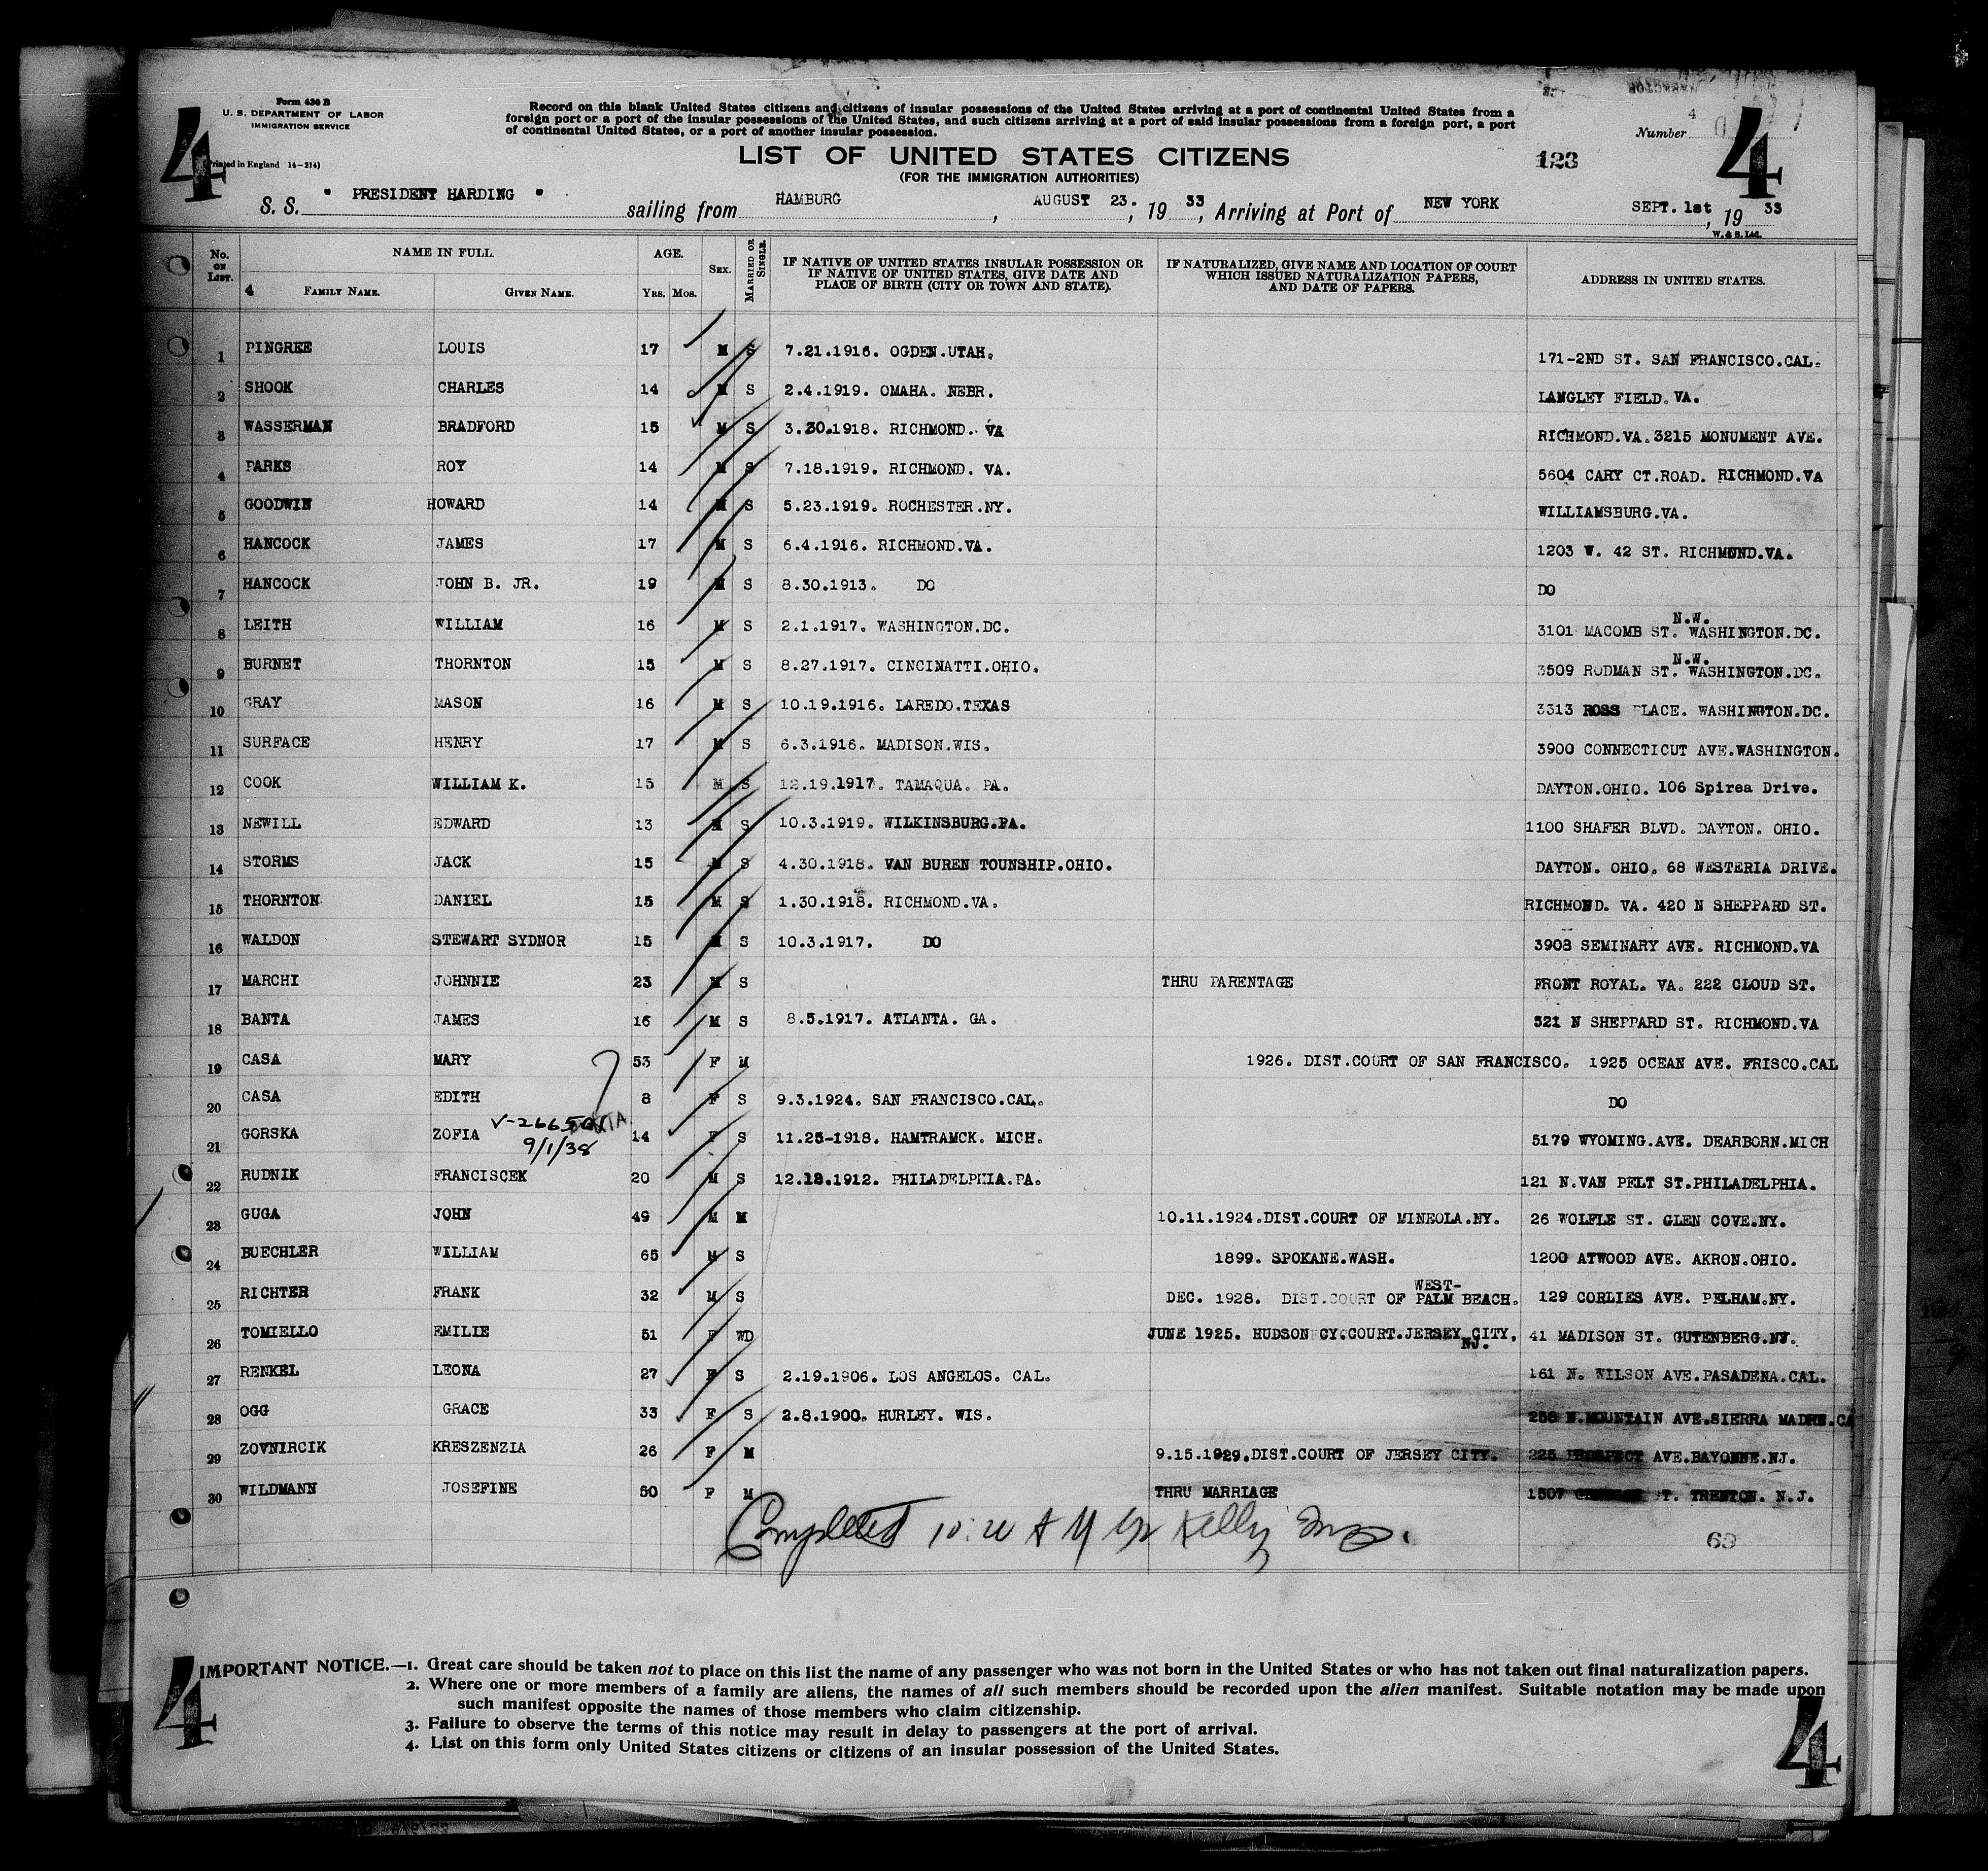 4
Form 630 B
U. S. DEPARTMENT OF LABOR
IMMIGRATION SERVICE
(Printed in England 14-214)
Record on this blank United States citizens and citizens of insular possessions of the United States arriving at a port of continental United States from a
foreign port or a port of the insular possessions of the United States, and such citizens arriving at a port of said insular possessions from a foreign port, a port
of continental United States, or a port of another insular possession.
LIST OF UNITED STATES CITIZENS
(FOR THE IMMIGRATION AUTHORITIES)
123
Number 4
4
S. S. " PRESIDENT HARDING " sailing from HAMBURG , AUGUST 23. , 19 33, Arriving at Port of NEW YORK SEPT. 1st , 19 33
W. & S. Ltd.
No. ON LIST. NAME IN FULL. AGE. SEX. MARRIED OR SINGLE. IF NATIVE OF UNITED STATES INSULAR POSSESSION OR IF NATIVE OF UNITED STATES, GIVE DATE AND PLACE OF BIRTH (CITY OR TOWN AND STATE). IF NATURALIZED, GIVE NAME AND LOCATION OF COURT WHICH ISSUED NATURALIZATION PAPERS, AND DATE OF PAPERS. ADDRESS IN UNITED STATES.
4 FAMILY NAME. GIVEN NAME. YRS. MOS.
1 PINGREE LOUIS 17 M S 7.21.1916. OGDEN.UTAH. 171-2ND ST. SAN FRANCISCO.CAL.
2 SHOOK CHARLES 14 M S 2.4.1919. OMAHA. NEBR. LANGLEY FIELD. VA.
3 WASSERMAN BRADFORD 15 M S 3.30.1918. RICHMOND. VA RICHMOND.VA.3215 MONUMENT AVE.
4 PARKS ROY 14 M S 7.18.1919. RICHMOND. VA. 5604 CARY CT.ROAD. RICHMOND.VA
5 GOODWIN HOWARD 14 M S 5.23.1919. ROCHESTER.NY. WILLIAMSBURG.VA.
6 HANCOCK JAMES 17 M S 6.4.1916. RICHMOND.VA. 1203 W. 42 ST. RICHMOND.VA.
7 HANCOCK JOHN B. JR. 19 M S 8.30.1913. DO DO
8 LEITH WILLIAM 16 M S 2.1.1917. WASHINGTON.DC. 3101 MACOMB ST. N.W. WASHINGTON.DC.
9 BURNET THORNTON 15 M S 8.27.1917. CINCINATTI.OHIO. 3509 RODMAN ST. N.W. WASHINGTON.DC.
10 GRAY MASON 16 M S 10.19.1916. LAREDO.TEXAS 3313 ROSS PLACE. WASHINGTON.DC.
11 SURFACE HENRY 17 M S 6.3.1916. MADISON.WIS. 3900 CONNECTICUT AVE.WASHINGTON.
12 COOK WILLIAM K. 15 M S 12.19.1917. TAMAQUA. PA. DAYTON.OHIO. 106 Spirea Drive.
13 NEWILL EDWARD 13 M S 10.3.1919. WILKINSBURG.PA. 1100 SHAFER BLVD. DAYTON. OHIO.
14 STORMS JACK 15 M S 4.30.1918. VAN BUREN TOUNSHIP.OHIO. DAYTON. OHIO. 68 WESTERIA DRIVE.
15 THORNTON DANIEL 15 M S 1.30.1918. RICHMOND.VA. RICHMOND. VA. 420 N SHEPPARD ST.
16 WALDON STEWART SYDNOR 15 M S 10.3.1917. DO 3908 SEMINARY AVE. RICHMOND.VA
17 MARCHI JOHNNIE 23 M S THRU PARENTAGE FRONT ROYAL. VA. 222 CLOUD ST.
18 BANTA JAMES 16 M S 8.5.1917. ATLANTA. GA. 521 N SHEPPARD ST. RICHMOND.VA
19 CASA MARY 53 F M 1926. DIST.COURT OF SAN FRANCISCO. 1925 OCEAN AVE. FRISCO.CAL
20 CASA EDITH 8 F S 9.3.1924. SAN FRANCISCO.CAL. DO
9/1/38
21 GORSKA ZOFIA 14 F S 11.25-1918. HAMTRAMCK. MICH. 5179 WYOMING.AVE. DEARBORN.MICH
22 RUDNIK FRANCISCEK 20 M S 12.12.1912. PHILADELPHIA.PA. 121 N.VAN PELT ST.PHILADELPHIA.
23 GUGA JOHN 49 M M 10.11.1924.DIST.COURT OF MINEOLA.NY. 26 WOLFLE ST. GLEN COVE.NY.
24 BUECHLER WILLIAM 65 M S 1899. SPOKANE.WASH. 1200 ATWOOD AVE. AKRON.OHIO.
25 RICHTER FRANK 32 M S DEC. 1928. DIST.COURT OF WEST- PALM BEACH. 129 CORLIES AVE. PELHAM.NY.
26 TOMIELLO EMILIE 51 F WD JUNE 1925. HUDSON CY.COURT.JERSEY CITY, NJ. 41 MADISON ST. GUTENBERG.NJ.
27 RENKEL LEONA 27 F S 2.19.1906. LOS ANGELOS. CAL. 161 N. WILSON AVE.PASADENA.CAL.
28 OGG GRACE 33 F S 2.8.1900. HURLEY. WIS. 258 N.MOUNTAIN AVE.SIERRA MADRE.CA
29 ZOVNIRCIK KRESZENZIA 26 F M 9.15.1929.DIST.COURT OF JERSEY CITY. 225 PROSPECT AVE.BAYONNE.NJ.
30 WILDMANN JOSEFINE 50 F M THRU MARRIAGE 1507 ST. TRENTON. N.J.
Completed 10:20 A M by Kelly Insp.
69
4
IMPORTANT NOTICE.—1. Great care should be taken not to place on this list the name of any passenger who was not born in the United States or who has not taken out final naturalization papers.
2. Where one or more members of a family are aliens, the names of all such members should be recorded upon the alien manifest. Suitable notation may be made upon
such manifest opposite the names of those members who claim citizenship.
3. Failure to observe the terms of this notice may result in delay to passengers at the port of arrival.
4. List on this form only United States citizens or citizens of an insular possession of the United States.
4